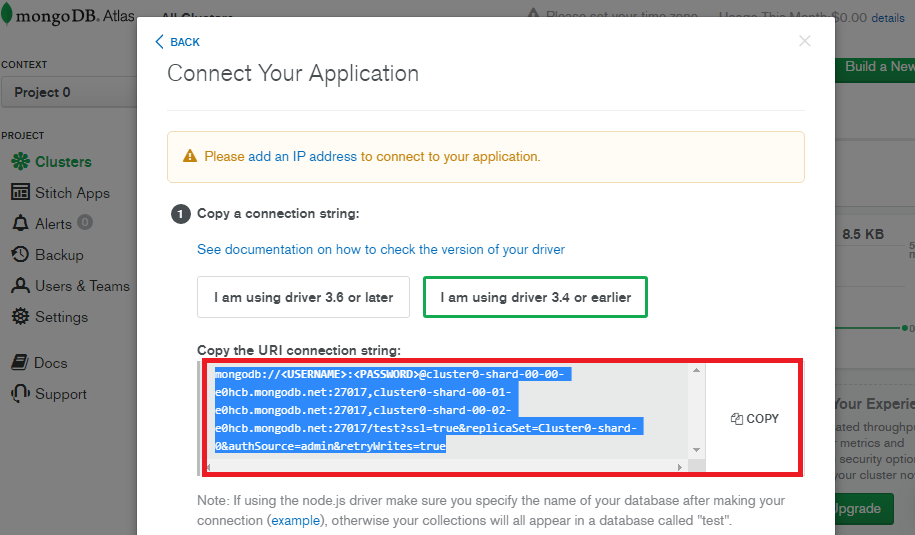 mongoDB. Atlas
All Clusters
Please set your time zone
Usage This Month $0.00 details
CONTEXT
Project 0
Build a New
PROJECT
Clusters
Stitch Apps
Alerts 0
Backup
Users & Teams
Settings
Docs
Support
BACK
Connect Your Application
Please add an IP address to connect to your application.
1 Copy a connection string:
See documentation on how to check the version of your driver
I am using driver 3.6 or later
I am using driver 3.4 or earlier
Copy the URI connection string:
mongodb://<USERNAME>:<PASSWORD>@cluster0-shard-00-00-
e0hcb.mongodb.net:27017,cluster0-shard-00-01-
e0hcb.mongodb.net:27017,cluster0-shard-00-02-
e0hcb.mongodb.net:27017/test?ssl=true&replicaSet=Cluster0-shard-
0&authSource=admin&retryWrites=true
COPY
Note: If using the node.js driver make sure you specify the name of your database after making your
connection (example), otherwise your collections will all appear in a database called "test".
8.5 KB
Your Experie
ated throughpu
r metrics and
security optio
our cluster no
Upgrade